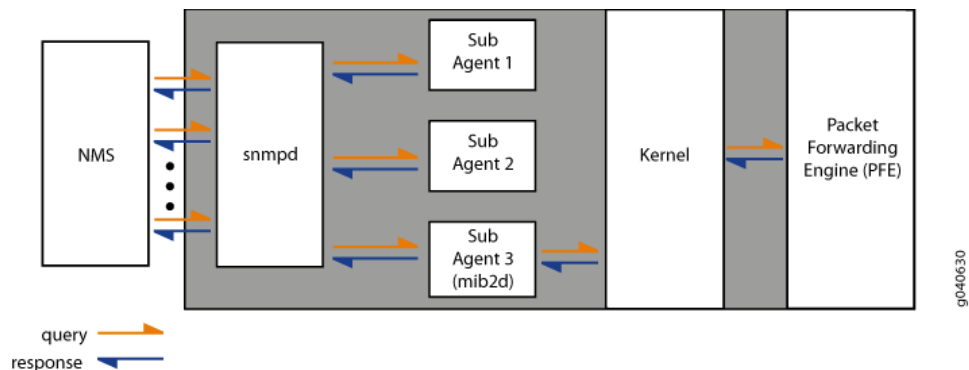 NMS
snmpd
Sub
Agent 1
Sub
Agent 2
Sub
Agent 3
(mib2d)
Kernel
Packet
Forwarding
Engine (PFE)
query
response
g040630